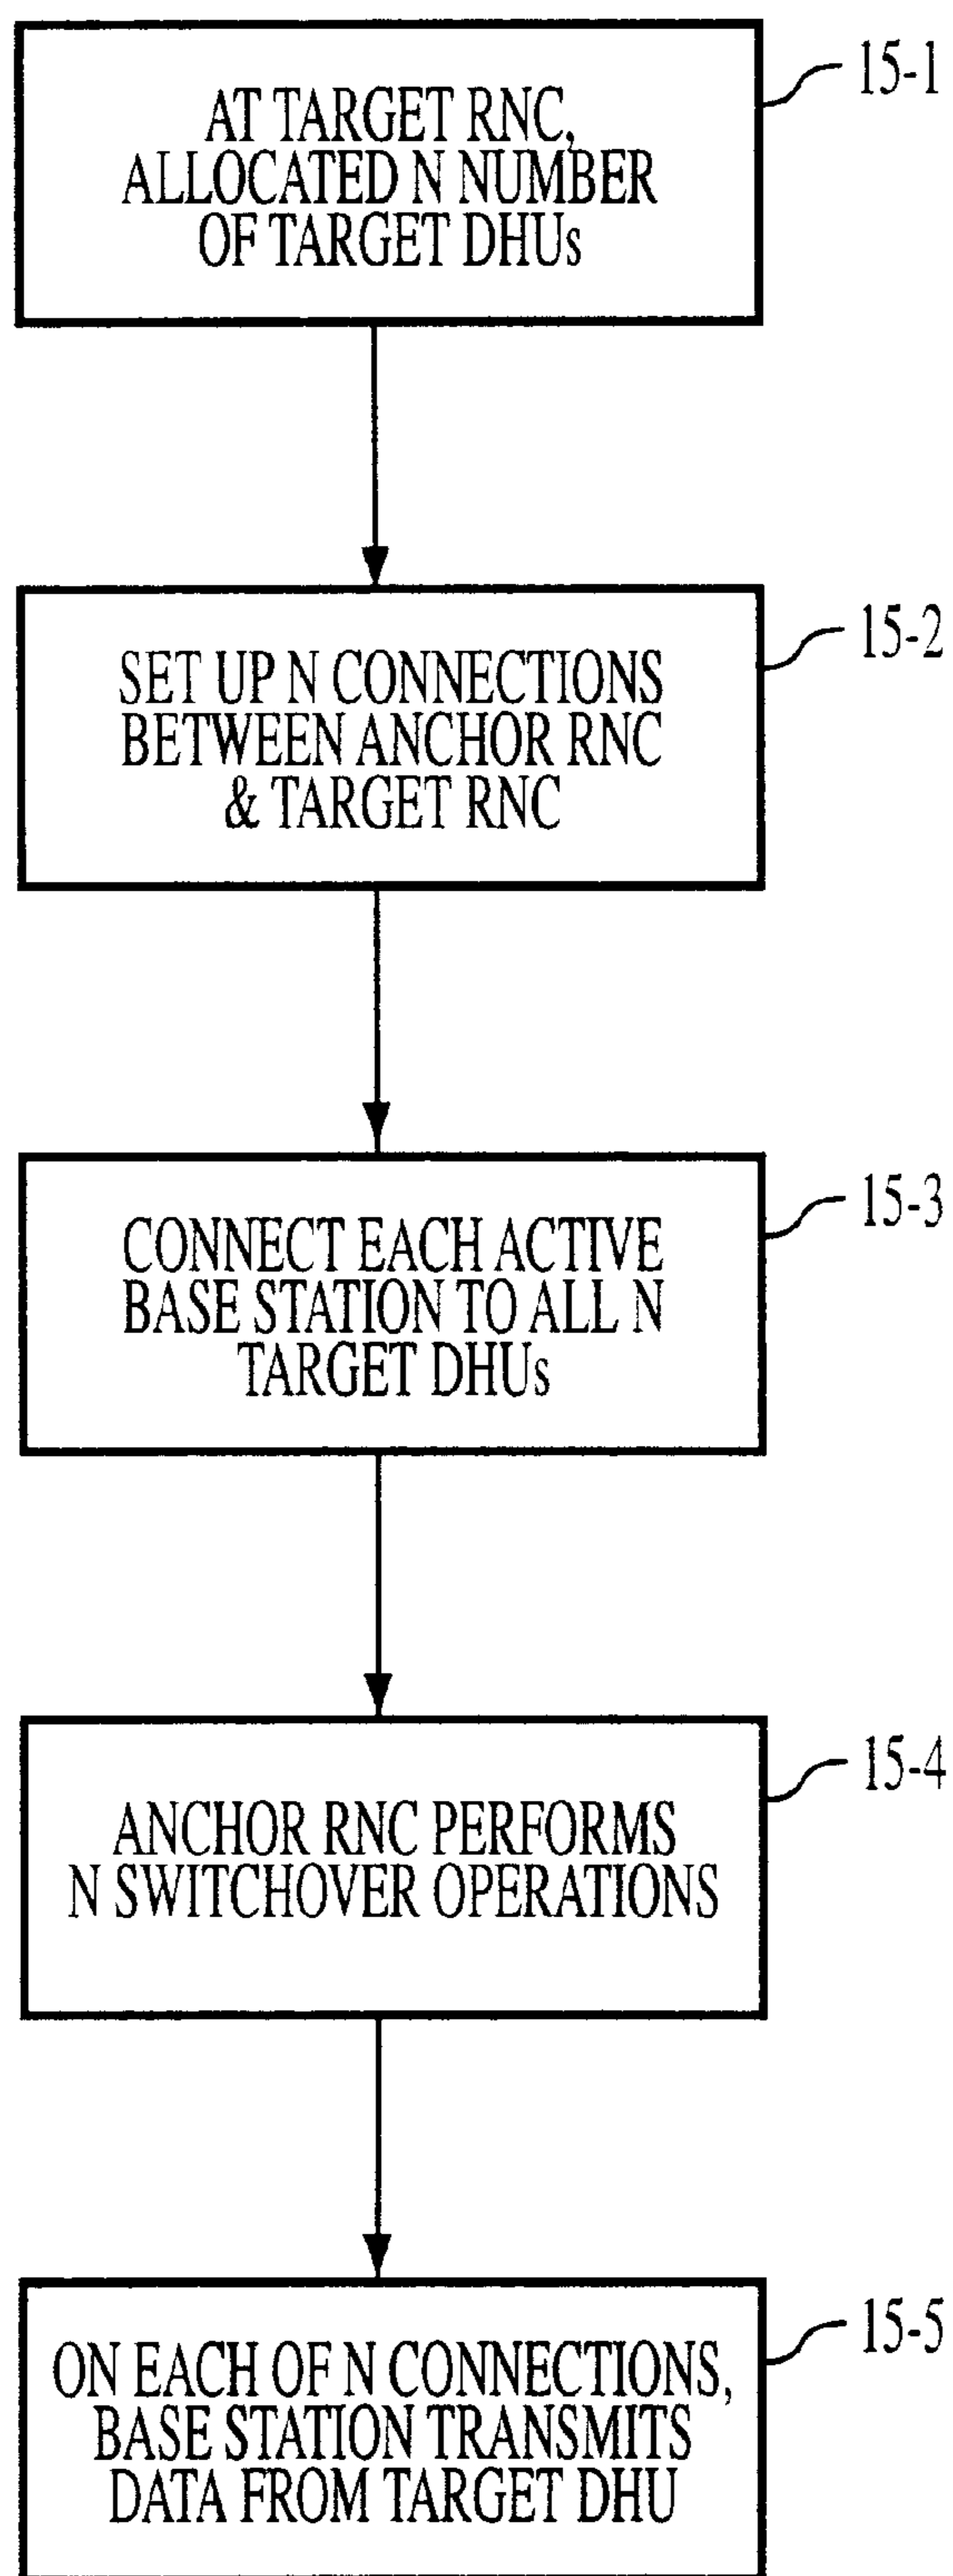 AT TARGET RNC,
ALLOCATED N NUMBER
OF TARGET DHUs
15-1
SET UP N CONNECTIONS
BETWEEN ANCHOR RNC
& TARGET RNC
15-2
CONNECT EACH ACTIVE
BASE STATION TO ALL N
TARGET DHUs
15-3
ANCHOR RNC PERFORMS
N SWITCHOVER OPERATIONS
15-4
ON EACH OF N CONNECTIONS,
BASE STATION TRANSMITS
DATA FROM TARGET DHU
15-5